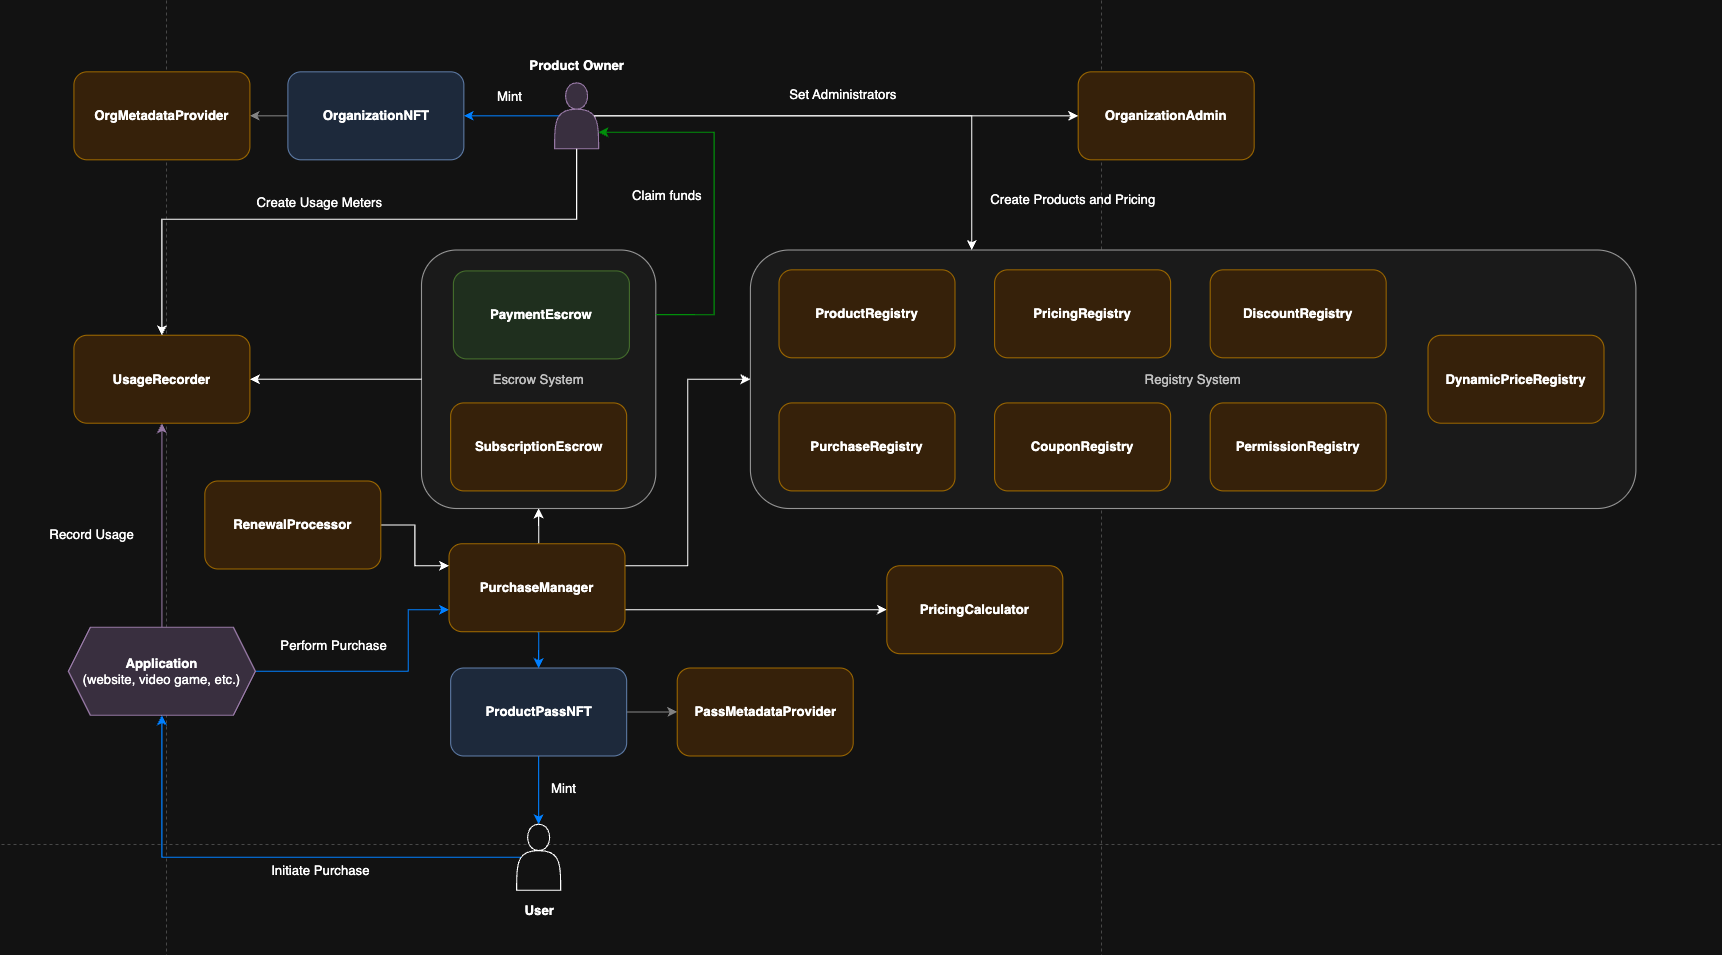 Product Owner
OrgMetadataProvider
OrganizationNFT
Mint
Set Administrators
OrganizationAdmin
Create Usage Meters
Claim funds
Create Products and Pricing
PaymentEscrow
ProductRegistry
PricingRegistry
DiscountRegistry
UsageRecorder
Escrow System
Registry System
DynamicPriceRegistry
SubscriptionEscrow
PurchaseRegistry
CouponRegistry
PermissionRegistry
RenewalProcessor
Record Usage
PurchaseManager
PricingCalculator
Perform Purchase
Application
(website, video game, etc.)
ProductPassNFT
PassMetadataProvider
Mint
Initiate Purchase
User